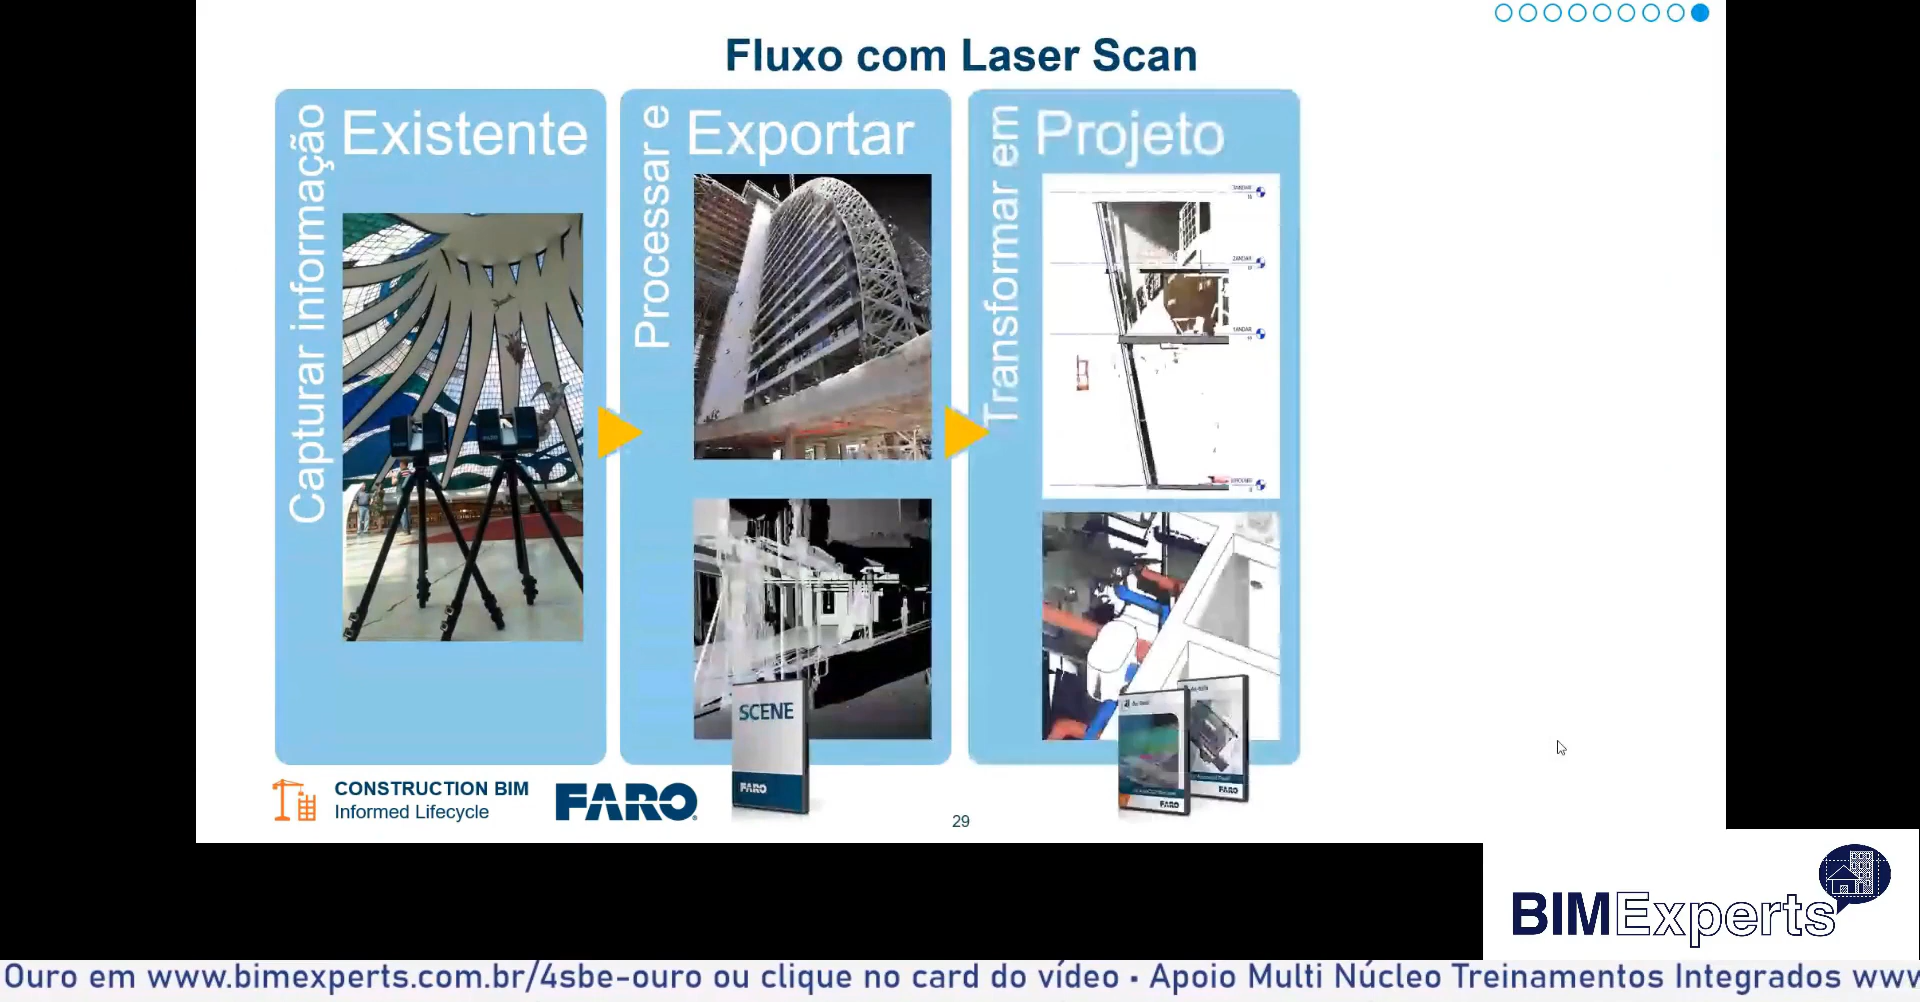 Fluxo com Laser Scan
Capturar informação
Existente
Processar e
Exportar
Transformar em
Projeto
SCENE
FARO
FARO
FARO
CONSTRUCTION BIM
Informed Lifecycle
FARO
29
BIMExperts
Ouro em www.bimexperts.com.br/4sbe-ouro ou clique no card do vídeo • Apoio Multi Núcleo Treinamentos Integrados www